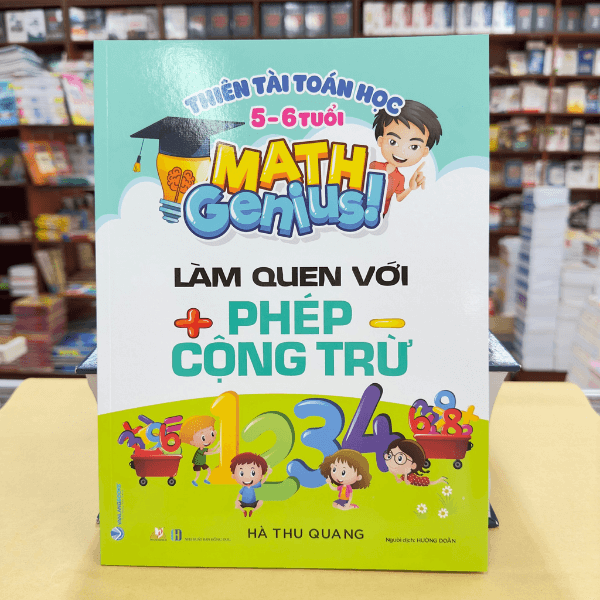 THIÊN TÀI TOÁN HỌC
5 - 6 TUỔI
MATH
Genius!
LÀM QUEN VỚI
+ PHÉP -
CỘNG TRỪ
1234
HÀ THU QUANG
Người dịch: HƯƠNG DOÃN